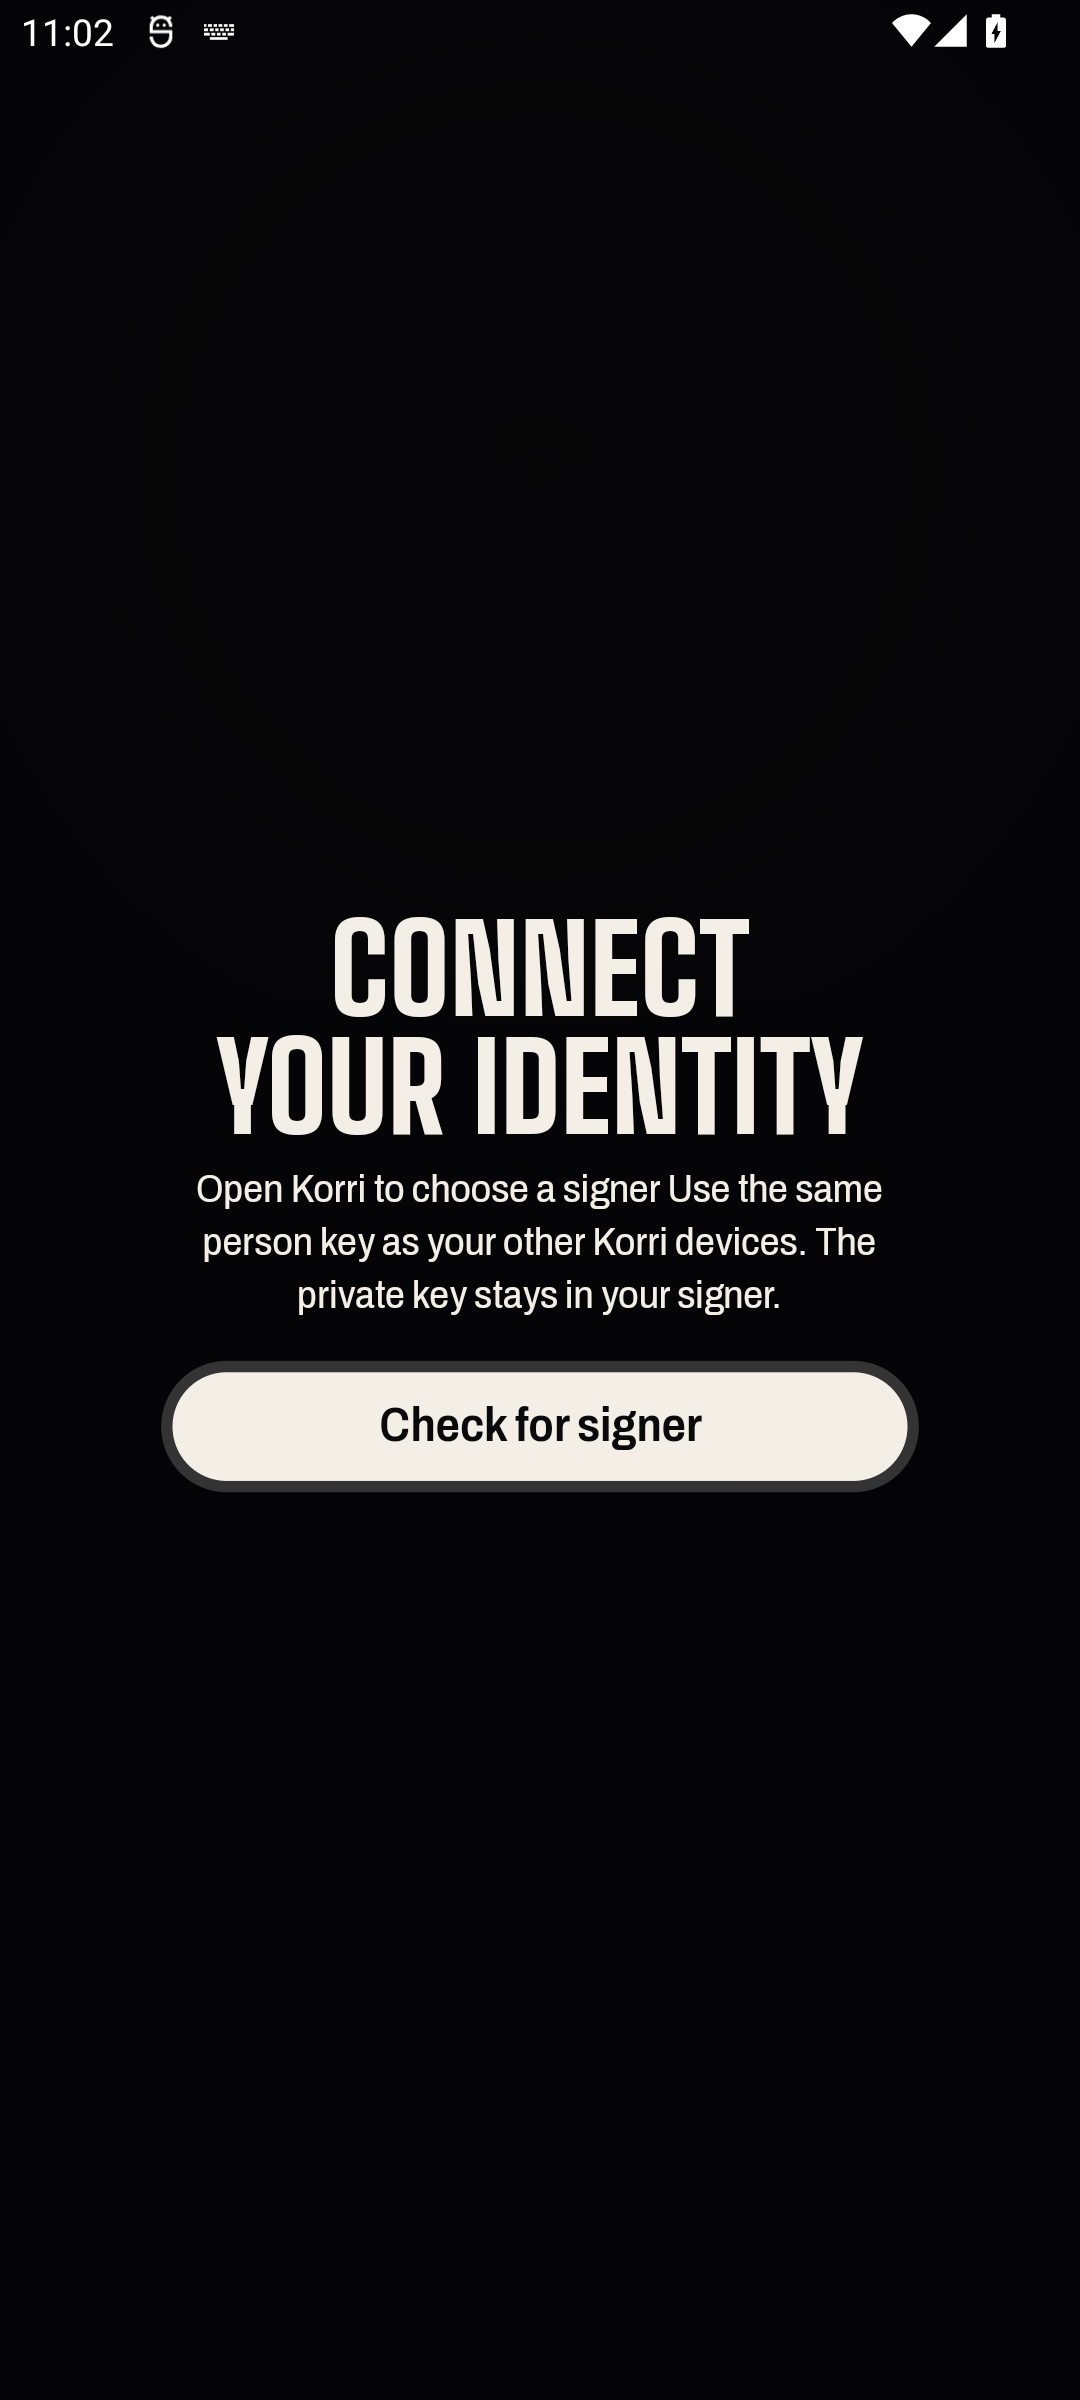 11:02
CONNECT
YOUR IDENTITY
Open Korri to choose a signer Use the same
person key as your other Korri devices. The
private key stays in your signer.
Check for signer